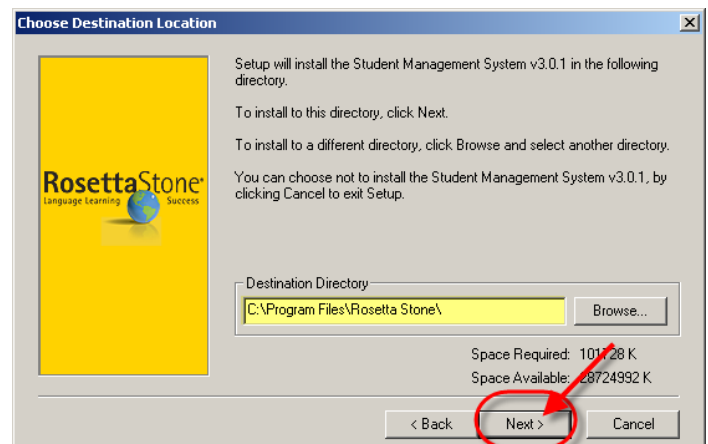 Choose Destination Location
Setup will install the Student Management System v3.0.1 in the following
directory.
To install to this directory, click Next.
To install to a different directory, click Browse and select another directory.
You can choose not to install the Student Management System v3.0.1, by
clicking Cancel to exit Setup.
RosettaStone®
Language Learning Success
Destination Directory
C:\Program Files\Rosetta Stone\
Browse...
Space Required: 101728 K
Space Available: 28724992 K
< Back
Next >
Cancel